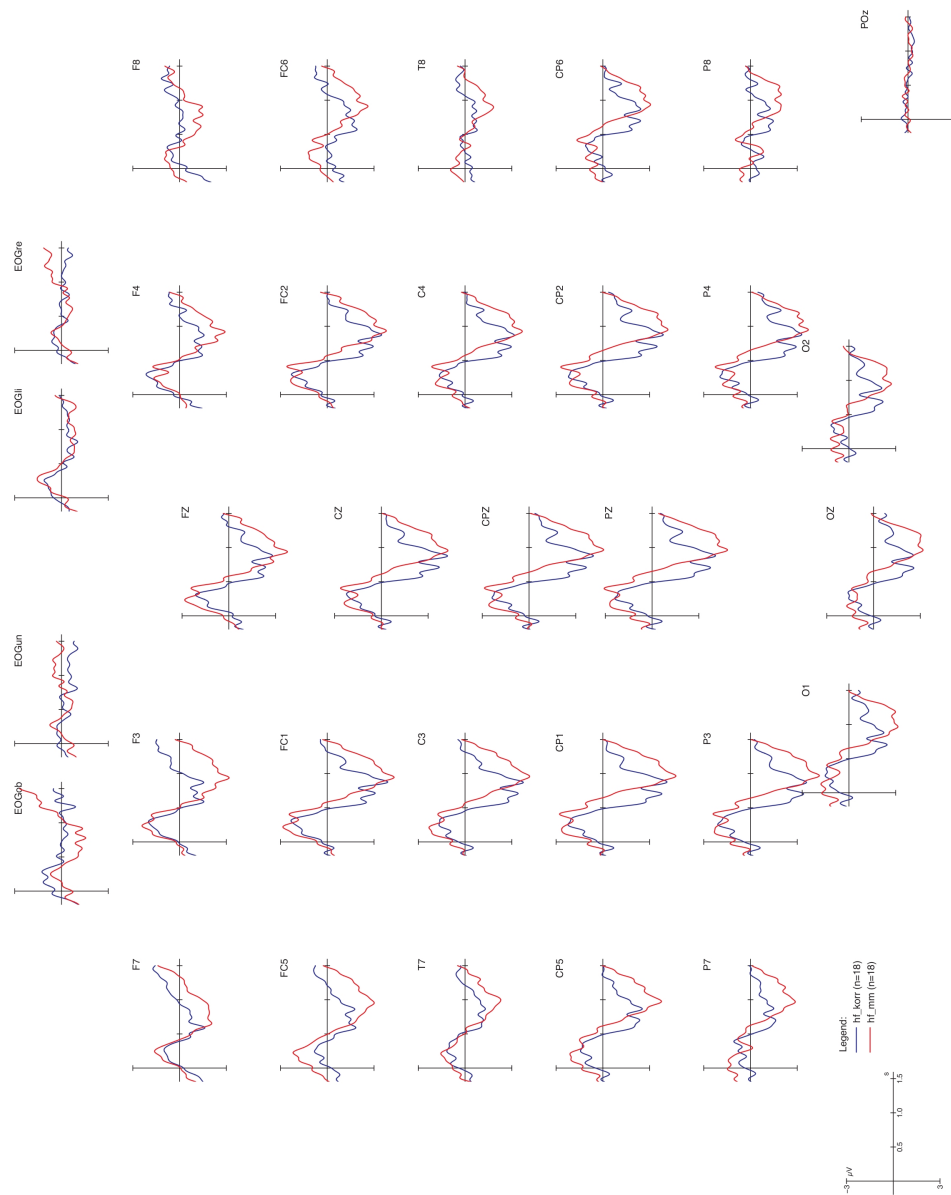 EOGob
EOGun
EOGli
EOGre
F7
F3
FZ
F4
F8
FC5
FC1
CZ
FC2
FC6
T7
C3
CPZ
C4
T8
CP5
CP1
PZ
CP2
CP6
P7
P3
P4
P8
O1
OZ
O2
POz
Legend:
hf_korr (n=18)
hf_mm (n=18)
−3
µV
3
0.5
1.0
1.5
s